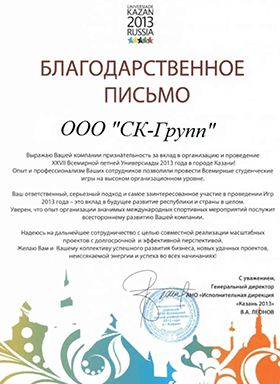 UNIVERSIADE
KAZAN
2013
RUSSIA
БЛАГОДАРСТВЕННОЕ
ПИСЬМО
ООО "СК-Групп"
Выражаю Вашей компании признательность за вклад в организацию и проведение
XXVII Всемирной летней Универсиады 2013 года в городе Казани!
Опыт и профессионализм Ваших сотрудников позволили провести Всемирные студенческие
игры на высоком организационном уровне.
Ваш ответственный, серьезный подход и самое заинтересованное участие в проведении Игр
2013 года – это вклад в будущее развитие республики и страны в целом.
Уверен, что опыт организации значимых международных спортивных мероприятий послужит
всестороннему развитию Вашей компании.
Надеюсь на дальнейшее сотрудничество с целью совместной реализации масштабных
проектов с долгосрочной и эффективной перспективой.
Желаю Вам и Вашему коллективу успешного развития бизнеса, новых удачных проектов,
неиссякаемой энергии и успеха во всех начинаниях!
С уважением,
Генеральный директор
АНО «Исполнительная дирекция
«Казань 2013»
В.А. ЛЕОНОВ